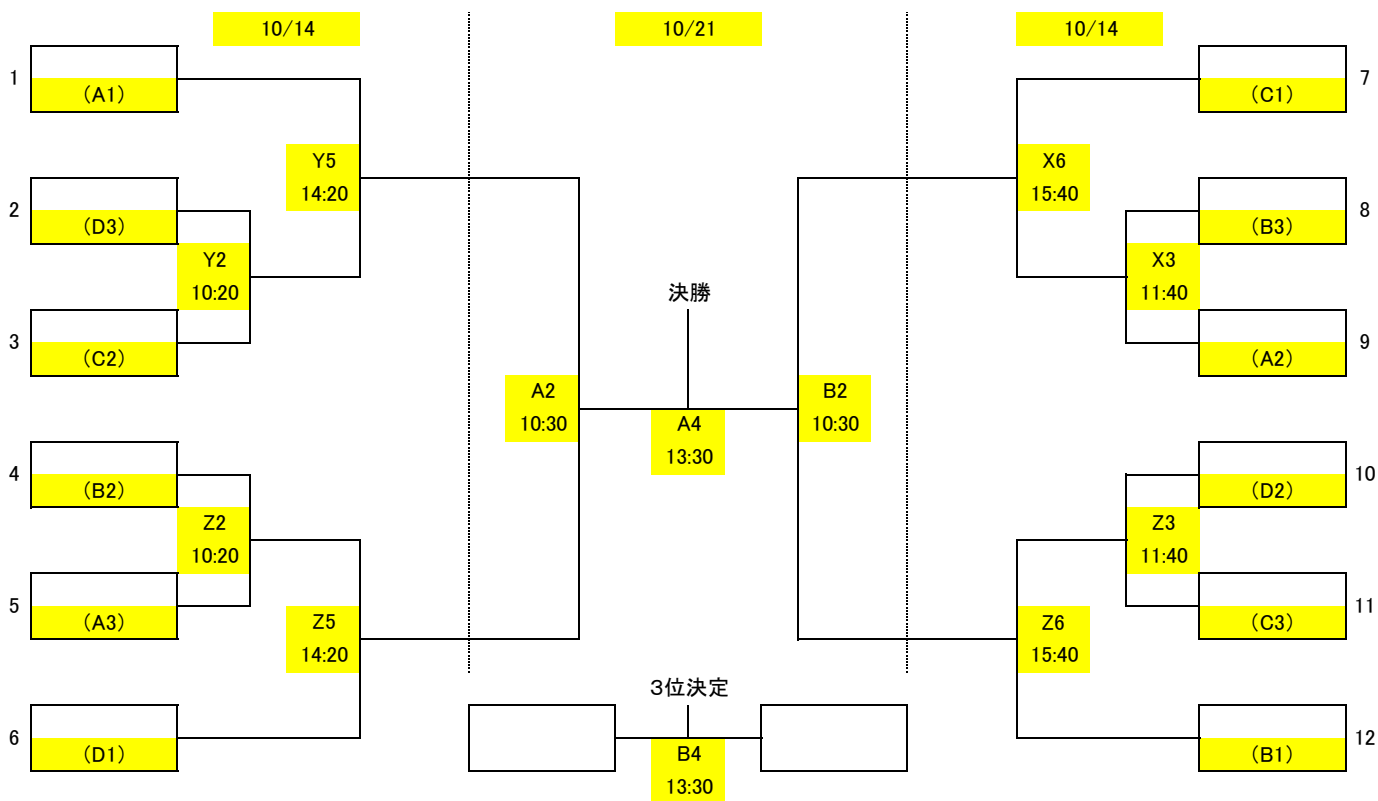 10/14
10/21
10/14
1
(A1)
7
(C1)
Y5
14:20
X6
15:40
2
(D3)
8
(B3)
Y2
10:20
X3
11:40
決勝
3
(C2)
9
(A2)
A2
10:30
B2
10:30
A4
13:30
4
(B2)
10
(D2)
Z2
10:20
Z3
11:40
5
(A3)
11
(C3)
Z5
14:20
Z6
15:40
3位決定
6
(D1)
12
(B1)
B4
13:30